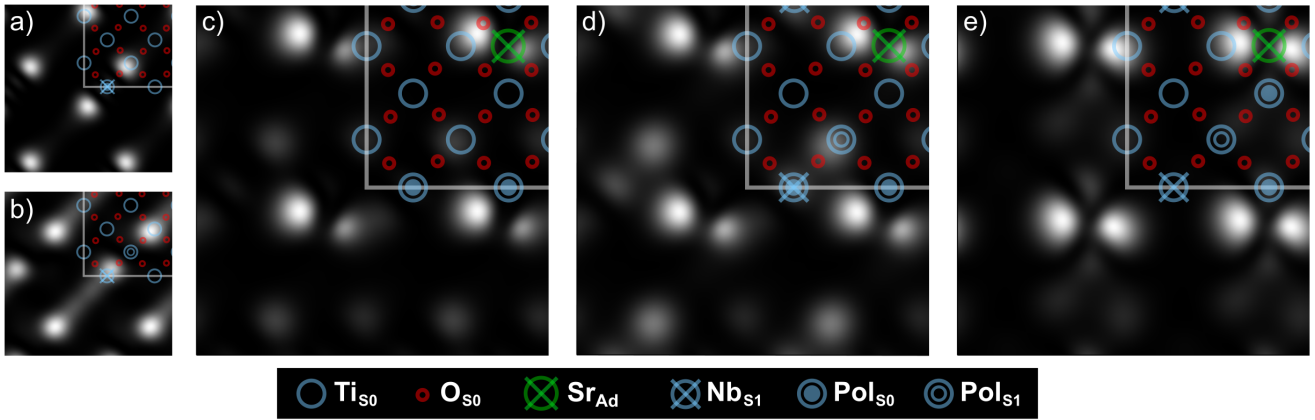 a)
b)
c)
d)
e)
TiS0 OS0 SrAd NbS1 PolS0 PolS1